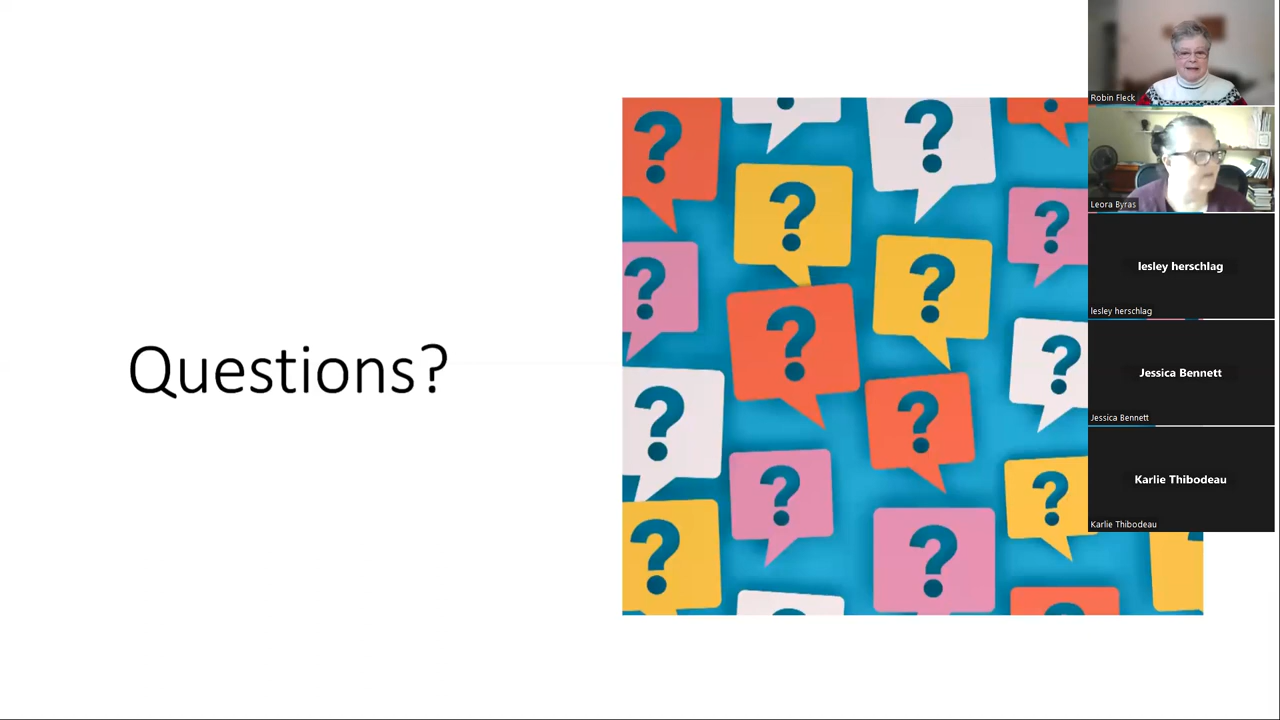 Questions?
? ? ?
? ?
? ?
?
? ?
?
? ?
? ?
Robin Fleck
Leora Byras
lesley herschlag
lesley herschlag
Jessica Bennett
Jessica Bennett
Karlie Thibodeau
Karlie Thibodeau